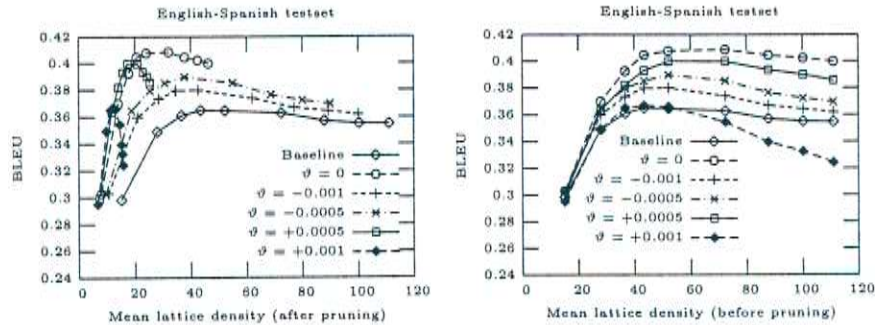 English-Spanish testset
0.42
0.4
0.38
0.36
0.34
0.32
0.3
0.28
0.26
0.24
BLEU
Baseline
ϑ = 0
ϑ = −0.001
ϑ = −0.0005
ϑ = +0.0005
ϑ = +0.001
0 20 40 60 80 100 120
Mean lattice density (after pruning)
English-Spanish testset
0.42
0.4
0.38
0.36
0.34
0.32
0.3
0.28
0.26
0.24
BLEU
Baseline
ϑ = 0
ϑ = −0.001
ϑ = −0.0005
ϑ = +0.0005
ϑ = +0.001
0 20 40 60 80 100 120
Mean lattice density (before pruning)